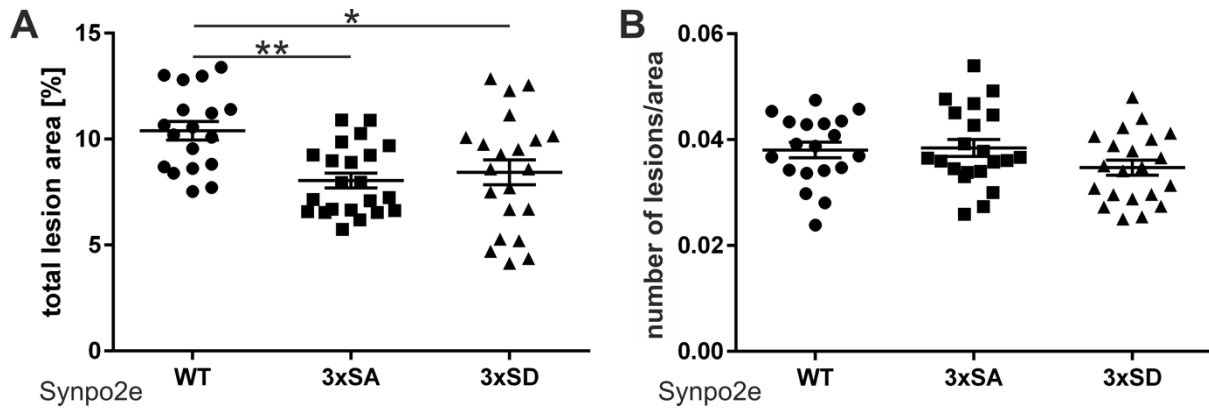 A
total lesion area [%]
15
10
5
0
*
**
WT 3xSA 3xSD
Synpo2e
B
number of lesions/area
0.06
0.04
0.02
0.00
WT 3xSA 3xSD
Synpo2e